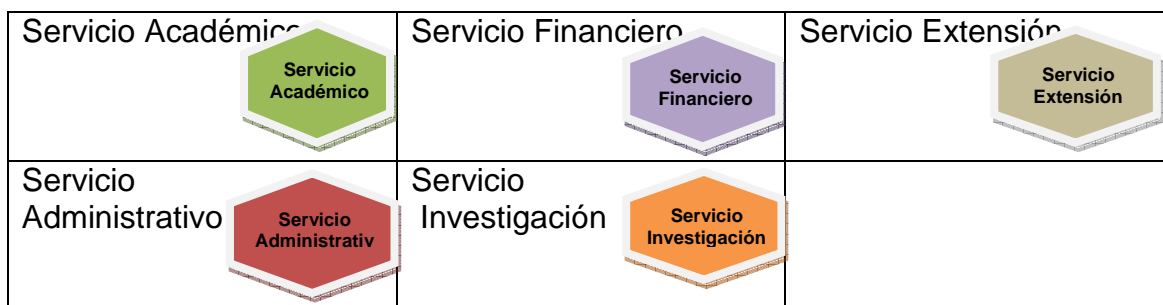 Servicio Académico
Servicio
Académico
Servicio Financiero
Servicio
Financiero
Servicio Extensión
Servicio
Extensión
Servicio
Administrativo
Servicio
Administrativ
Servicio
Investigación
Servicio
Investigación